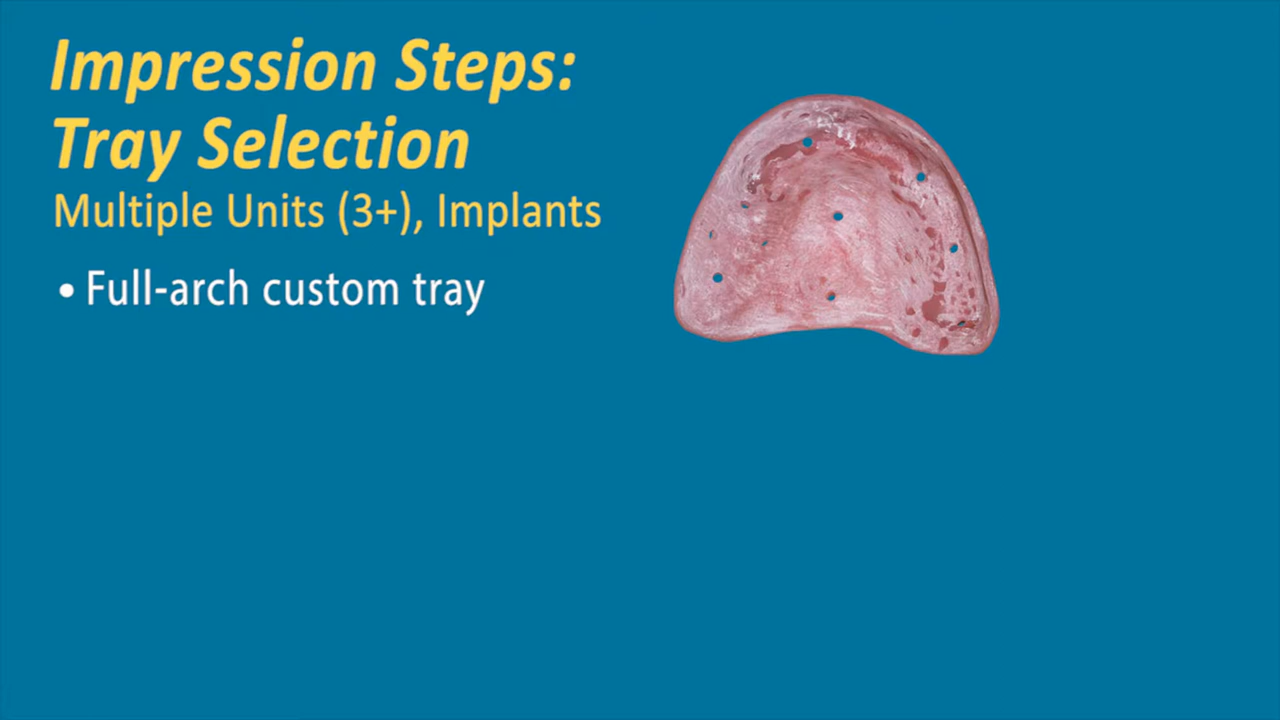 Impression Steps:
Tray Selection
Multiple Units (3+), Implants
• Full-arch custom tray